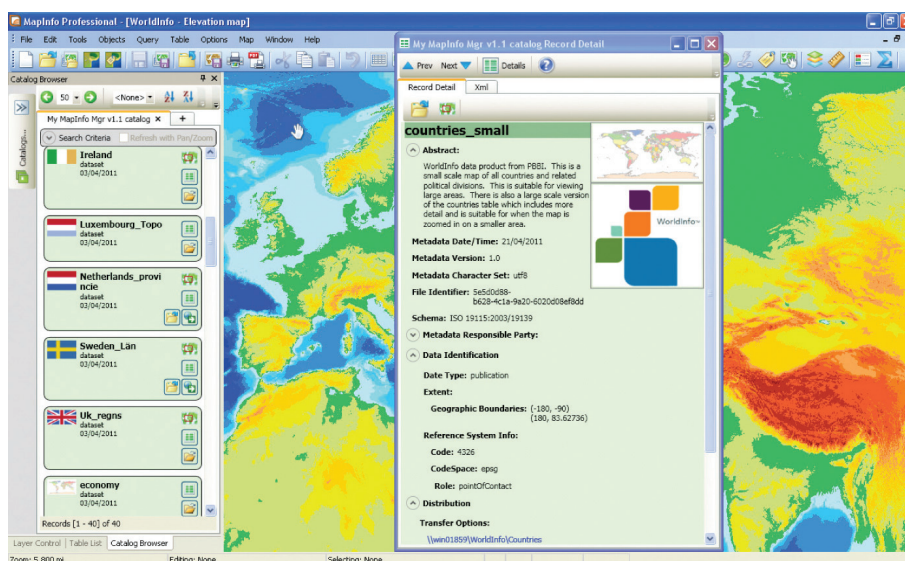 MapInfo Professional - [WorldInfo - Elevation map]
File Edit Tools Objects Query Table Options Map Window Help
Catalog Browser
50
<None>
My MapInfo Mgr v1.1 catalog
Search Criteria
Refresh with Pan/Zoom
Catalogs...
Ireland
dataset
03/04/2011
Luxembourg_Topo
dataset
03/04/2011
Netherlands_provi
ncie
dataset
03/04/2011
Sweden_Län
dataset
03/04/2011
Uk_regns
dataset
03/04/2011
economy
dataset
03/04/2011
Records [1 - 40] of 40
Layer Control Table List Catalog Browser
My MapInfo Mgr v1.1 catalog Record Detail
Prev Next Details
Record Detail Xml
countries_small
Abstract:
WorldInfo data product from PBBI. This is a
small scale map of all countries and related
political divisions. This is suitable for viewing
large areas. There is also a large scale version
of the countries table which includes more
detail and is suitable for when the map is
zoomed in on a smaller area.
WorldInfo™
Metadata Date/Time: 21/04/2011
Metadata Version: 1.0
Metadata Character Set: utf8
File Identifier: 5e5d0d88-
b628-4c1a-9a20-6020d08ef8dd
Schema: ISO 19115:2003/19139
Metadata Responsible Party:
Data Identification
Date Type: publication
Extent:
Geographic Boundaries: (-180, -90)
(180, 83.62736)
Reference System Info:
Code: 4326
CodeSpace: epsg
Role: pointOfContact
Distribution
Transfer Options:
\\win01859\WorldInfo\Countries
Zoom: 5,800 mi Editing: None Selecting: None